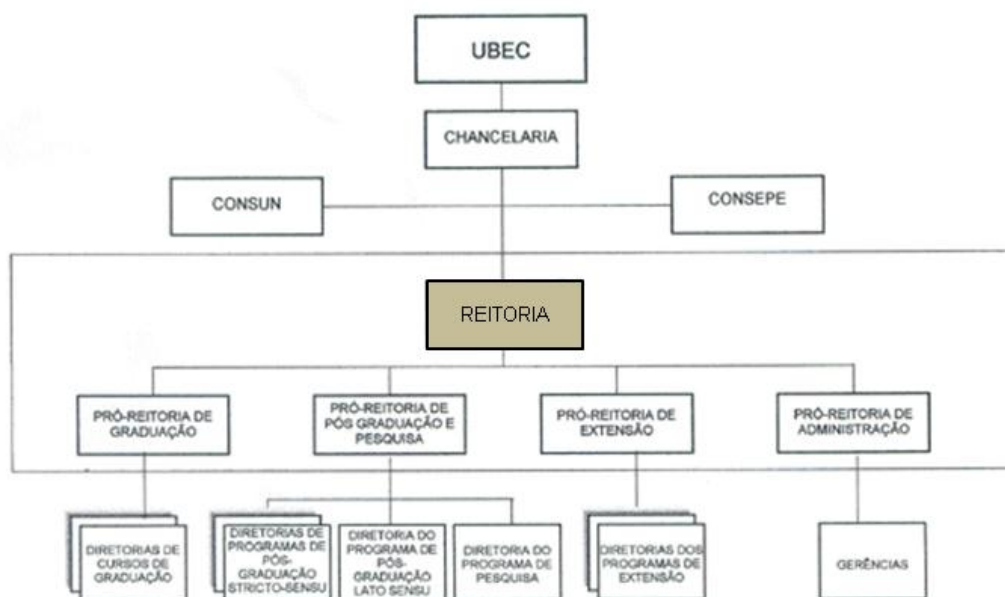 UBEC
CHANCELARIA
CONSUN
CONSEPE
REITORIA
PRÓ-REITORIA DE
GRADUAÇÃO
PRÓ-REITORIA DE
PÓS GRADUAÇÃO E
PESQUISA
PRÓ-REITORIA DE
EXTENSÃO
PRÓ-REITORIA DE
ADMINISTRAÇÃO
DIRETORIAS DE
CURSOS DE
GRADUAÇÃO
DIRETORIAS DE
PROGRAMAS DE
PÓS-
GRADUAÇÃO
STRICTO-SENSU
DIRETORIA DO
PROGRAMA DE
PÓS-
GRADUAÇÃO
LATO SENSU
DIRETORIA DO
PROGRAMA DE
PESQUISA
DIRETORIAS DOS
PROGRAMAS DE
EXTENSÃO
GERÊNCIAS